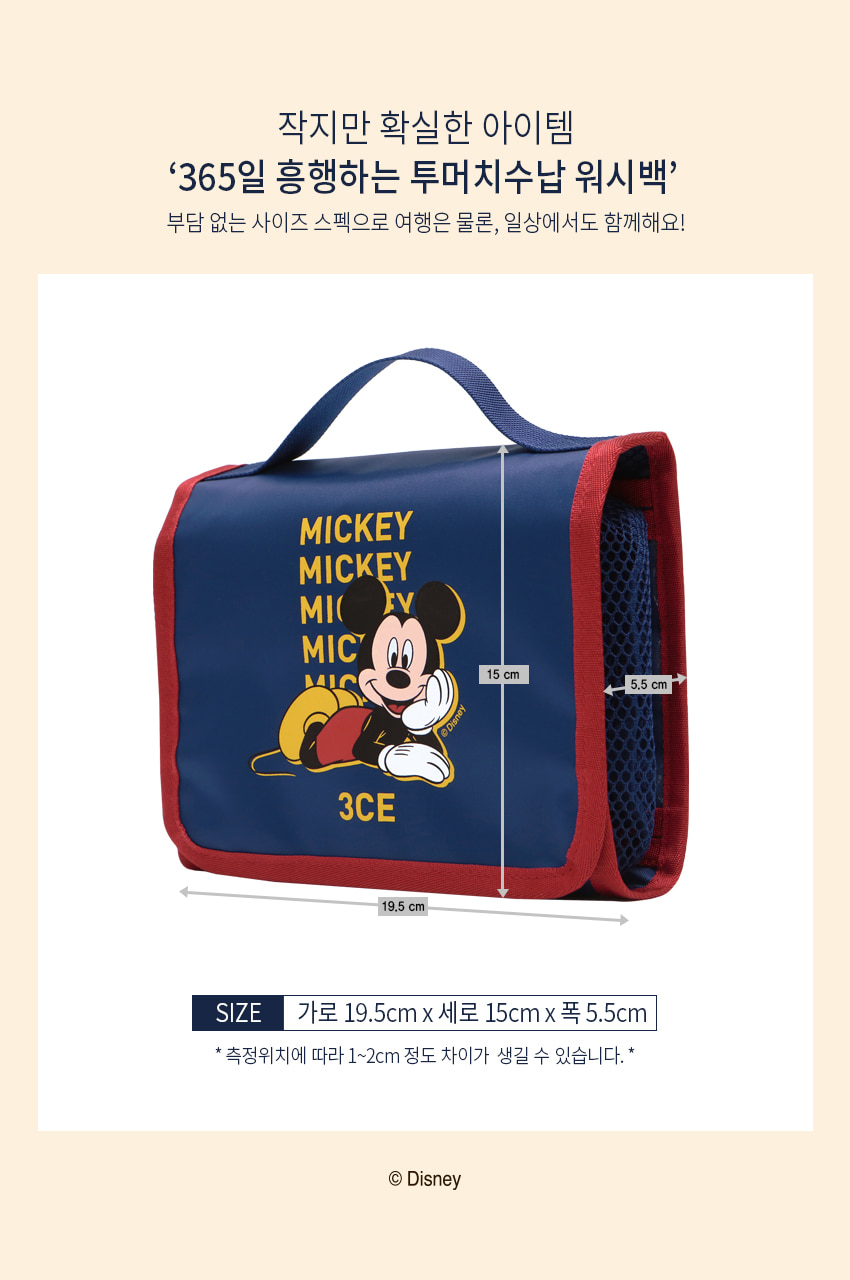 작지만 확실한 아이템
‘365일 흥행하는 투머치수납 워시백’
부담 없는 사이즈 스펙으로 여행은 물론, 일상에서도 함께해요!
MICKEY
MICKEY
MICKEY
MIC
MIC
15 cm
5.5 cm
© Disney
3CE
19.5 cm
SIZE 가로 19.5cm x 세로 15cm x 폭 5.5cm
* 측정위치에 따라 1~2cm 정도 차이가 생길 수 있습니다. *
© Disney